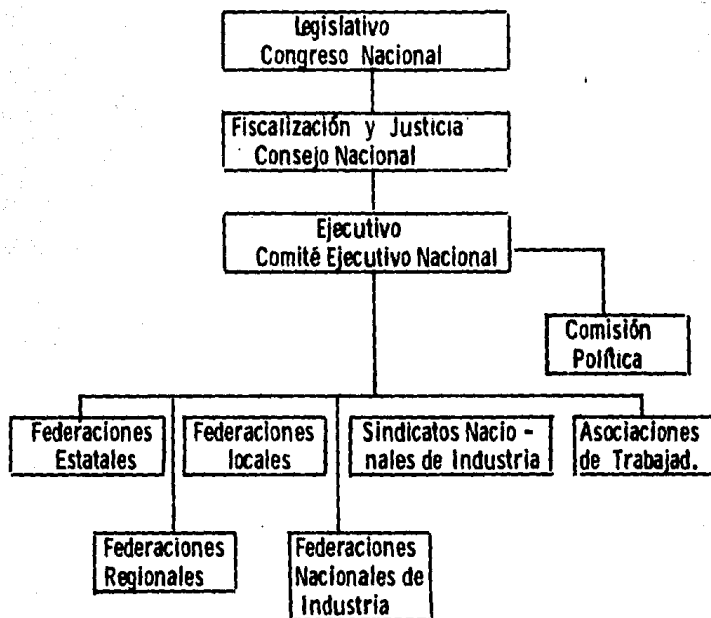 Legislativo
Congreso Nacional
Fiscalización y Justicia
Consejo Nacional
Ejecutivo
Comité Ejecutivo Nacional
Comisión
Política
Federaciones
Estatales
Federaciones
locales
Sindicatos Nacio -
nales de Industria
Asociaciones
de Trabajad.
Federaciones
Regionales
Federaciones
Nacionales de
Industria